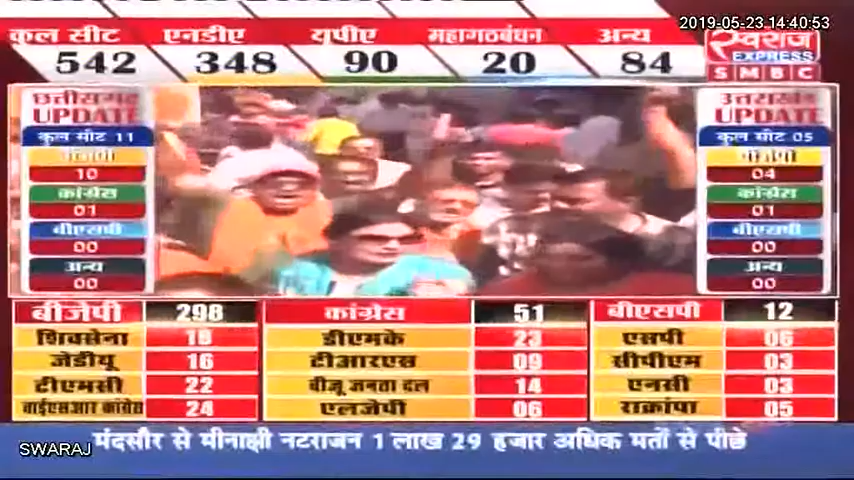 2019-05-23 14:40:53
कुल सीट एनडीए यूपीए महागठबंधन अन्य
542 348 90 20 84
स्वराज
EXPRESS
SMBC
छत्तीसगढ़
UPDATE
कुल सीट 11
बीजेपी
10
कांग्रेस
01
बीएसपी
00
अन्य
00
उत्तराखंड
UPDATE
कुल सीट 05
बीजेपी
04
कांग्रेस
01
बीएसपी
00
अन्य
00
बीजेपी 298 कांग्रेस 51 बीएसपी 12
शिवसेना 18 डीएमके 23 एसपी 06
जेडीयू 16 टीआरएस 09 सीपीएम 03
टीएमसी 22 बीजू जनता दल 14 एनसी 03
वाईएसआर कांग्रेस 24 एलजेपी 06 राकांपा 05
मंदसौर से मीनाक्षी नटराजन 1 लाख 29 हजार अधिक मतों से पीछे
SWARAJ